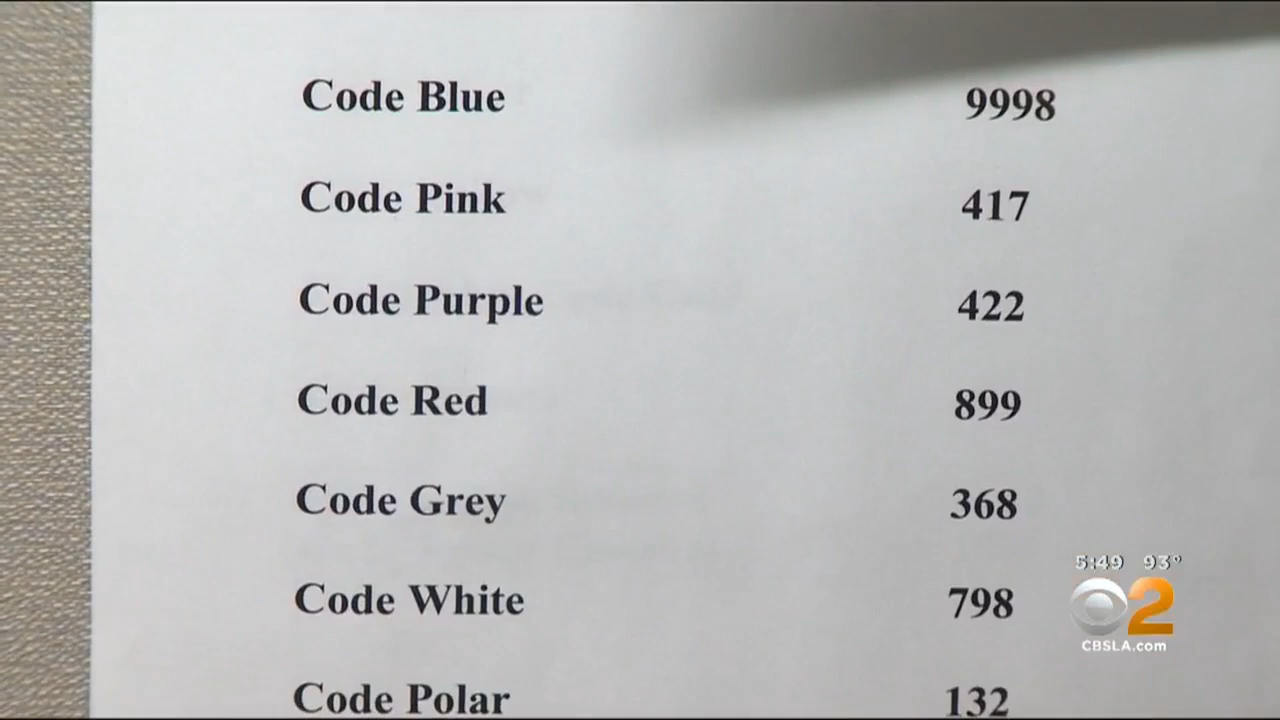 Code Blue 9998
Code Pink 417
Code Purple 422
Code Red 899
Code Grey 368
Code White 798
Code Polar 132
5:49 93°
2
CBSLA.com